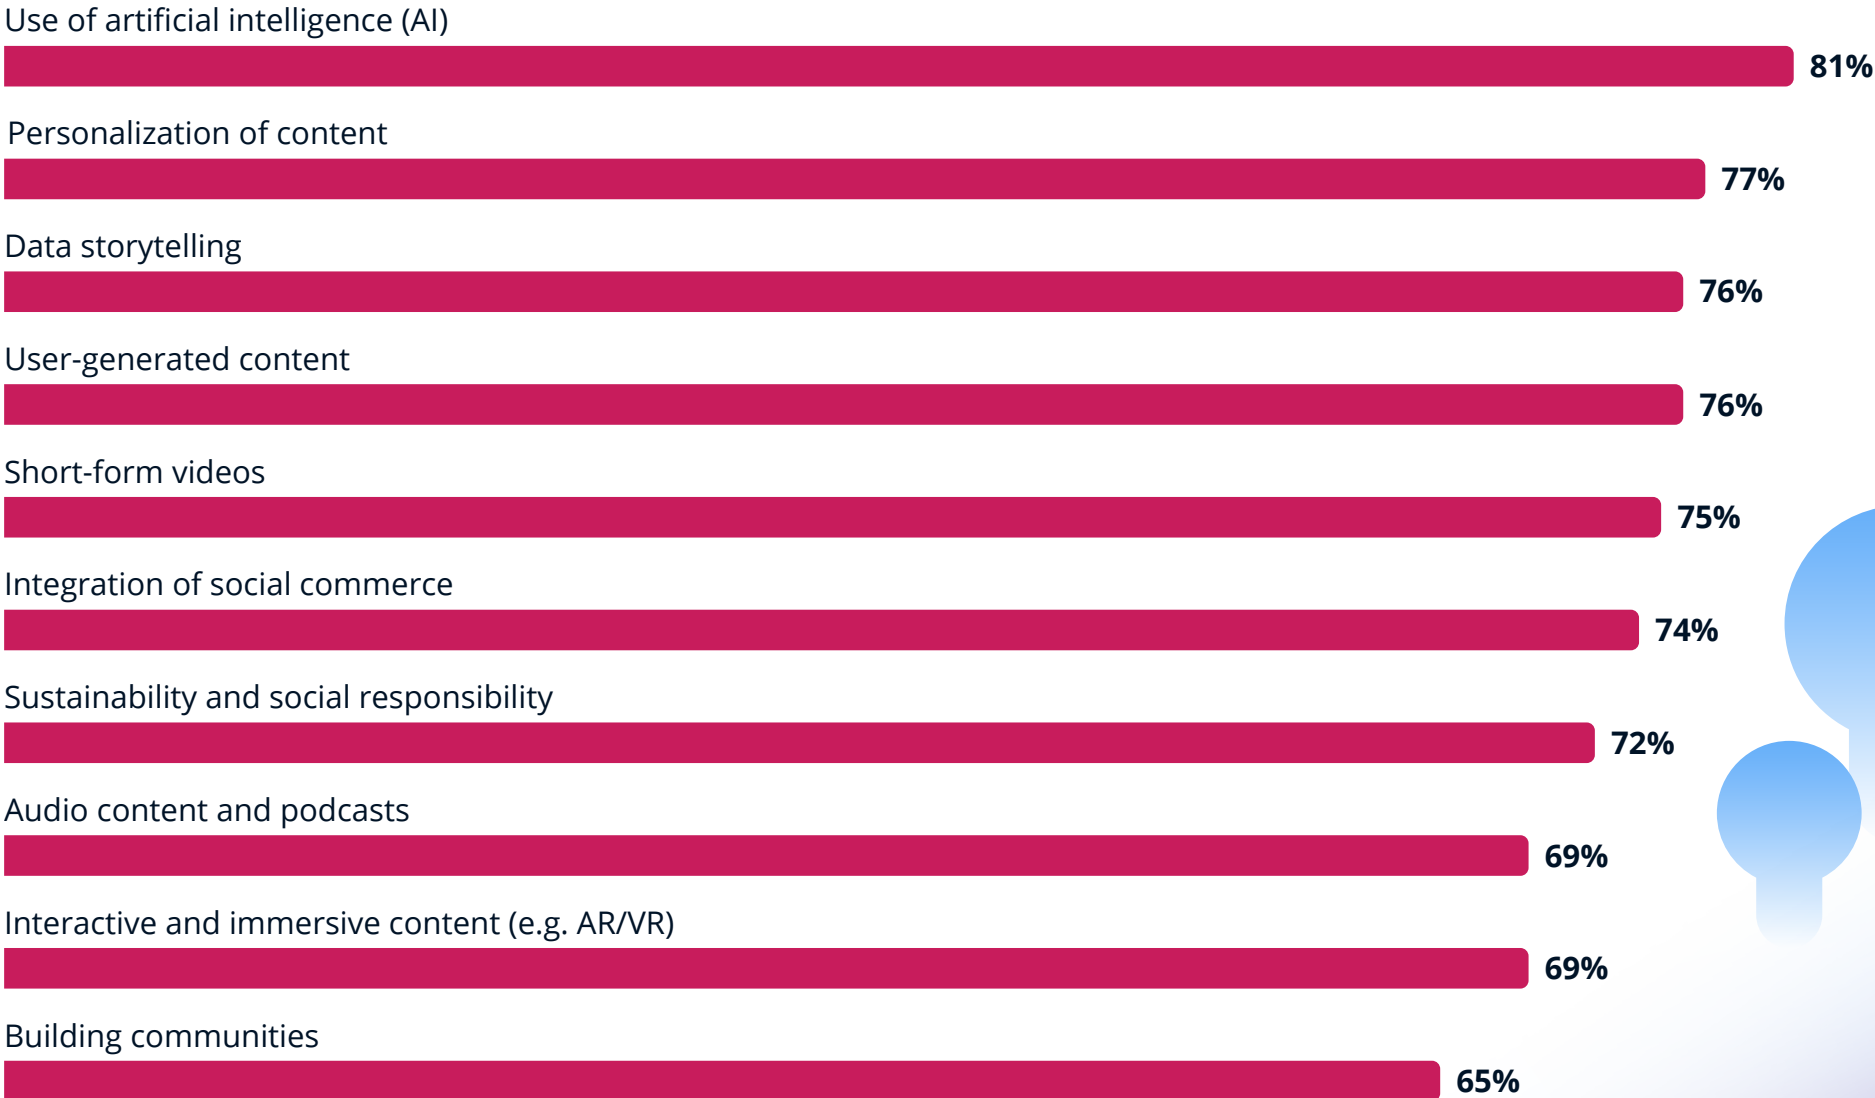 Use of artificial intelligence (AI)
81%
Personalization of content
77%
Data storytelling
76%
User-generated content
76%
Short-form videos
75%
Integration of social commerce
74%
Sustainability and social responsibility
72%
Audio content and podcasts
69%
Interactive and immersive content (e.g. AR/VR)
69%
Building communities
65%